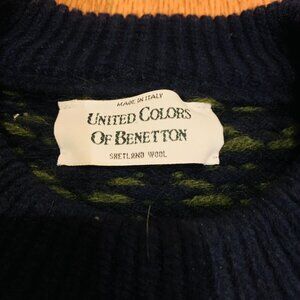 MADE IN ITALY
UNITED COLORS
OF BENETTON
SHETLAND WOOL